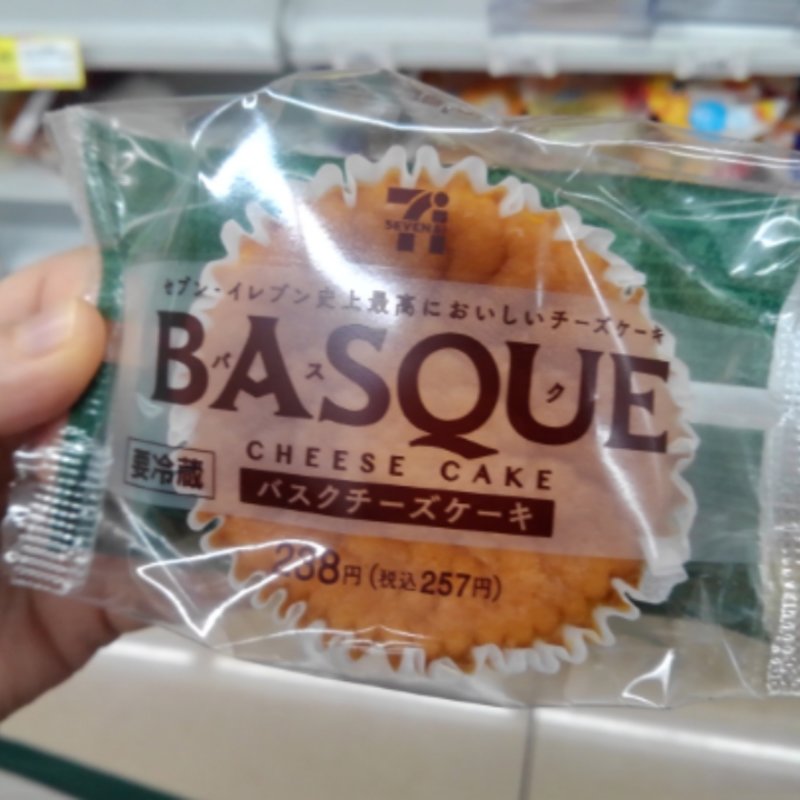 7
SEVEN&i
セブン‐イレブン史上最高においしいチーズケーキ
BASQUE
バスク
CHEESE CAKE
要冷蔵
バスクチーズケーキ
238円(税込257円)